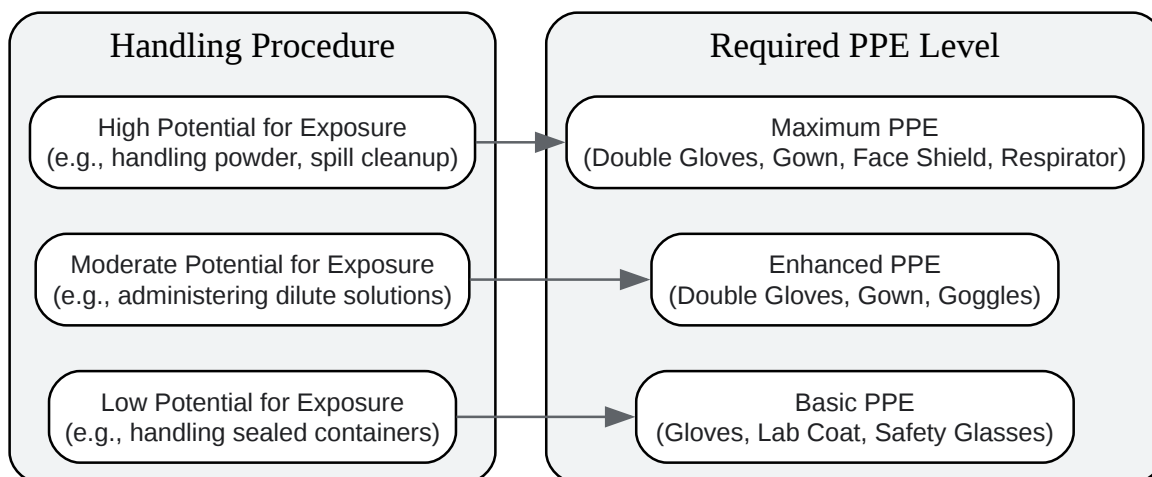 Handling Procedure
Required PPE Level
High Potential for Exposure
(e.g., handling powder, spill cleanup)
Maximum PPE
(Double Gloves, Gown, Face Shield, Respirator)
Moderate Potential for Exposure
(e.g., administering dilute solutions)
Enhanced PPE
(Double Gloves, Gown, Goggles)
Low Potential for Exposure
(e.g., handling sealed containers)
Basic PPE
(Gloves, Lab Coat, Safety Glasses)